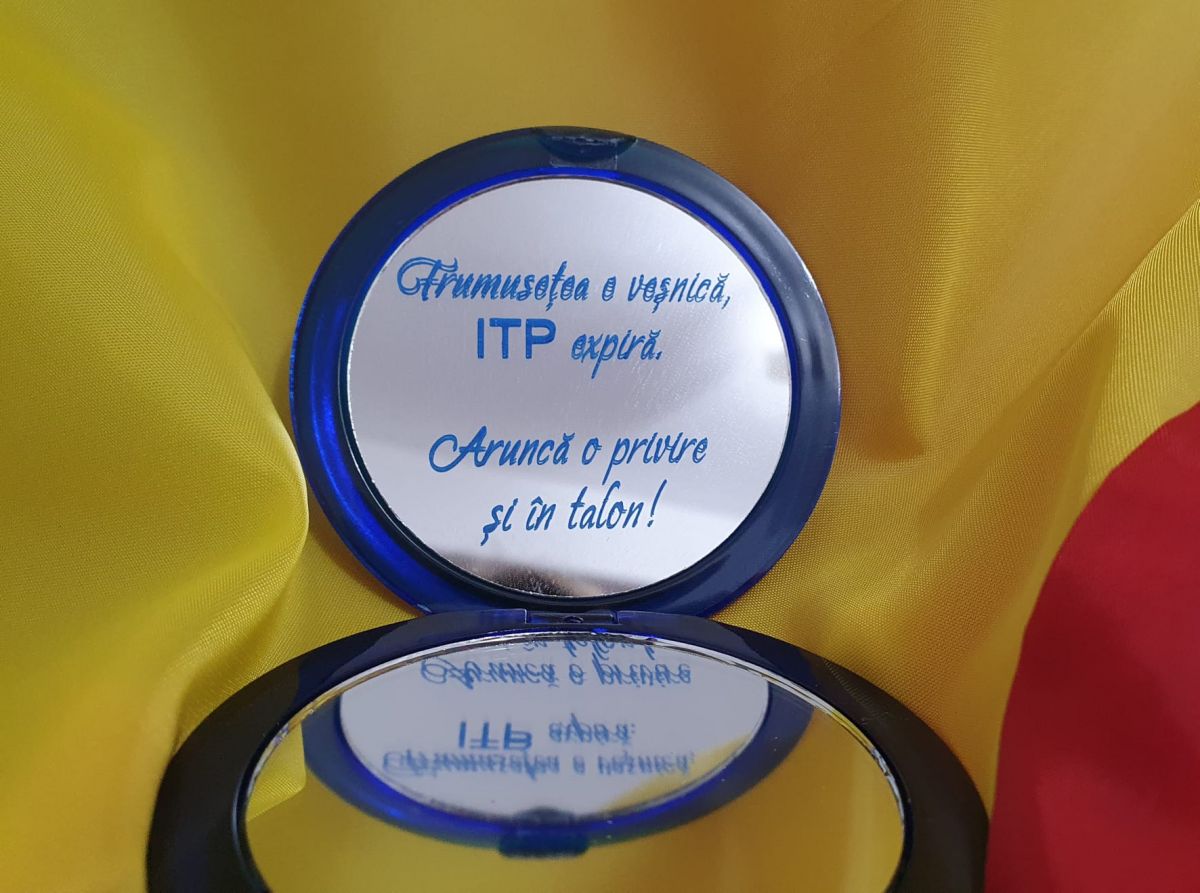 Frumusețea e veșnică,
ITP expiră.
Aruncă o privire
și în talon!